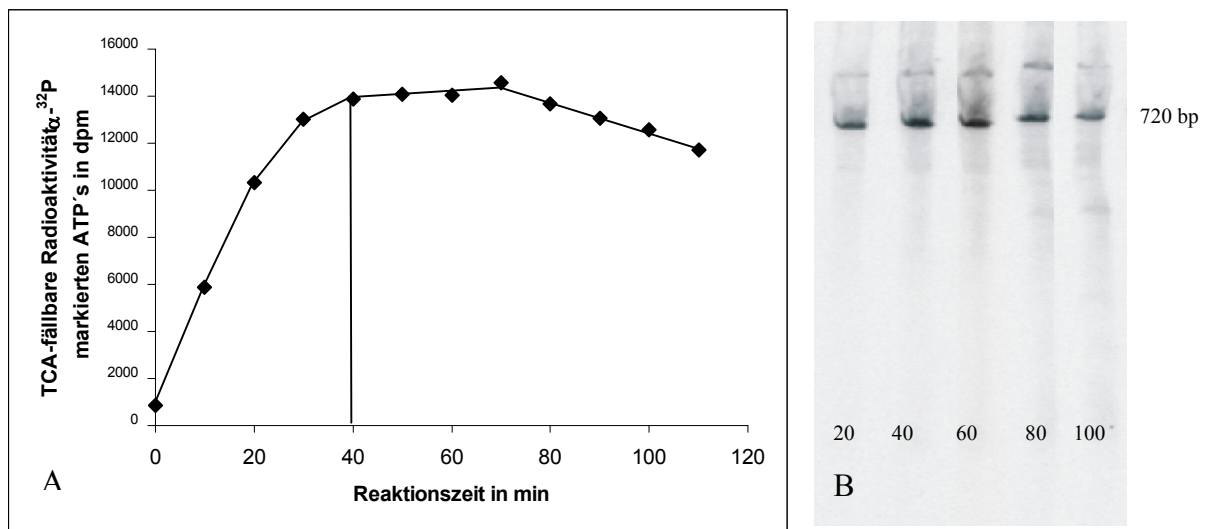 TCA-fällbare Radioaktivität α-³²P
markierten ATP´s in dpm
16000
14000
12000
10000
8000
6000
4000
2000
0
0 20 40 60 80 100 120
Reaktionszeit in min
A
720 bp
20 40 60 80 100
B